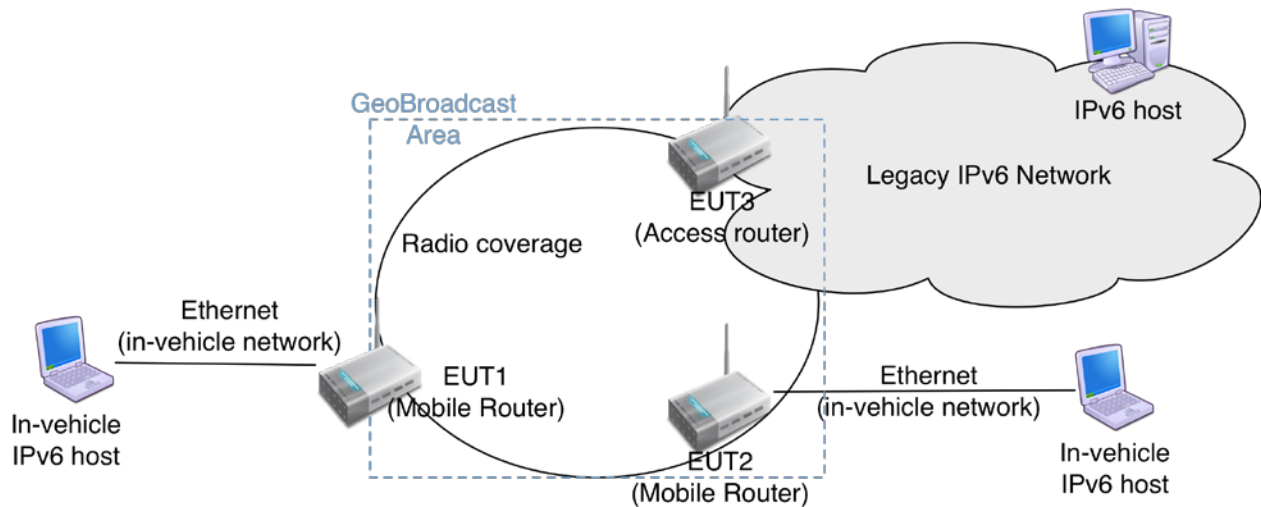 GeoBroadcast
Area
IPv6 host
Legacy IPv6 Network
EUT3
(Access router)
Radio coverage
Ethernet
(in-vehicle network)
In-vehicle
IPv6 host
EUT1
(Mobile Router)
Ethernet
(in-vehicle network)
EUT2
(Mobile Router)
In-vehicle
IPv6 host